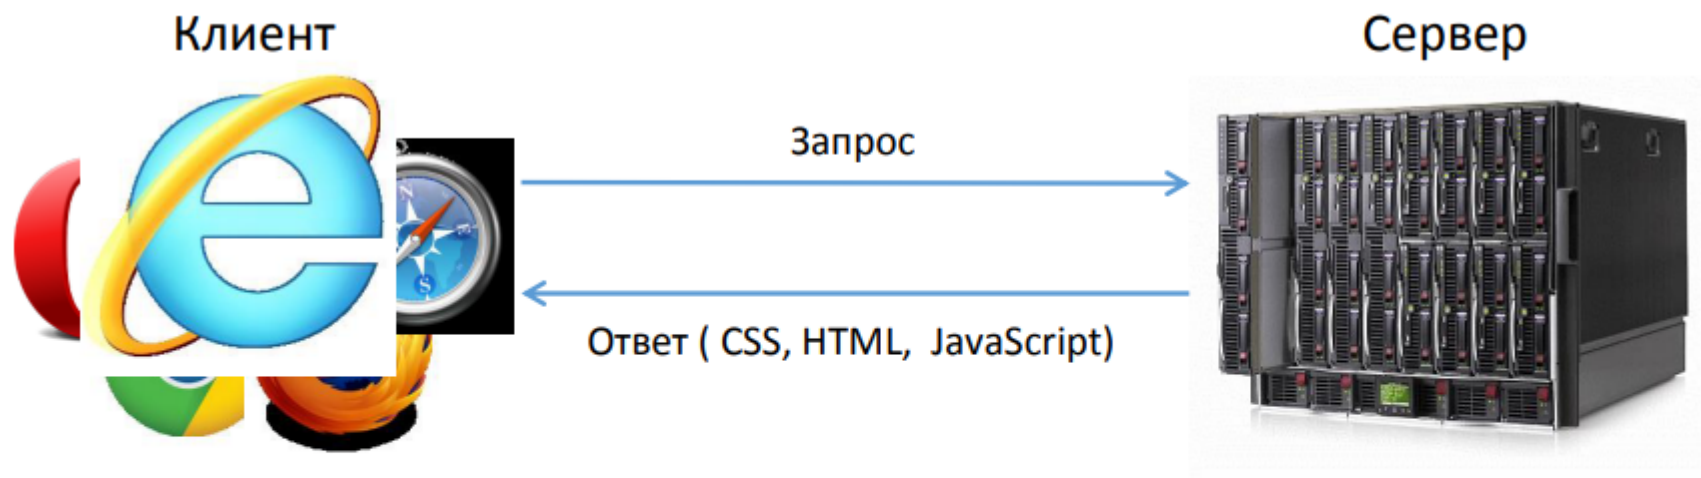 Клиент
Сервер
Запрос
Ответ ( CSS, HTML, JavaScript)
N
E
S